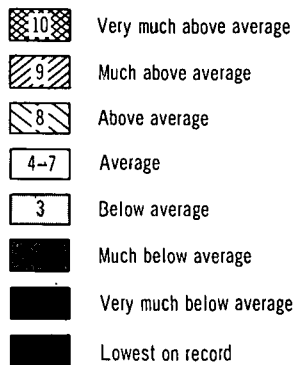 10 Very much above average
9 Much above average
8 Above average
4–7 Average
3 Below average
Much below average
Very much below average
Lowest on record